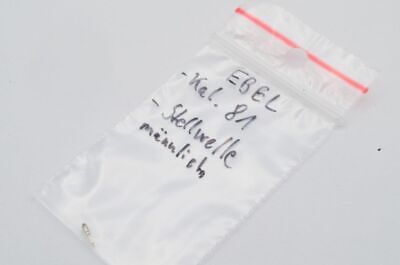 EBEL
- Kal. 81
- Stellwelle
männlich